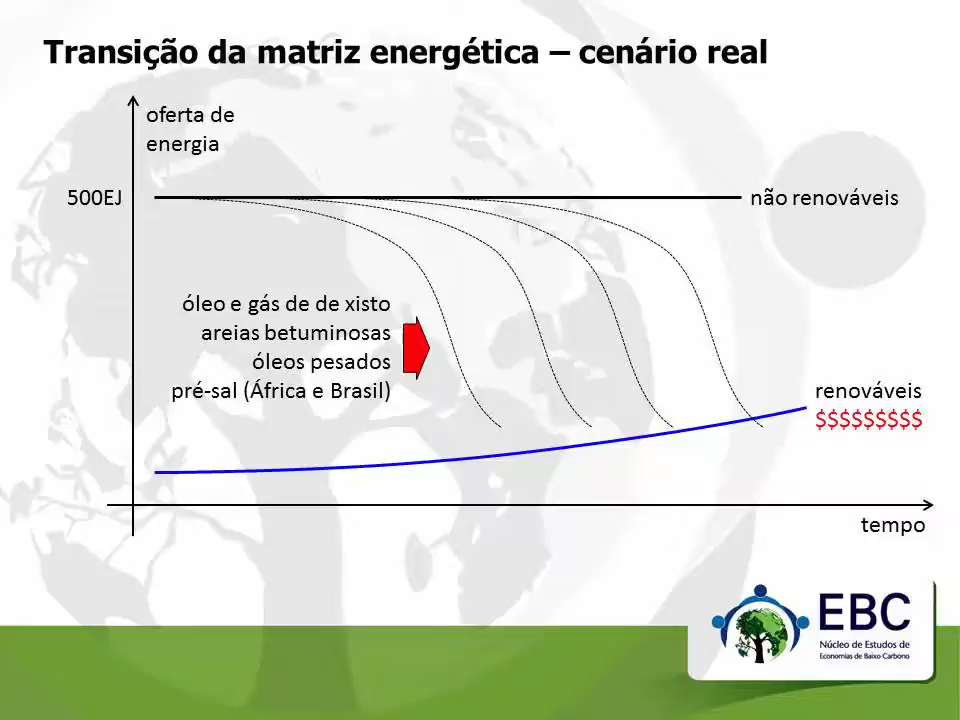 Transição da matriz energética – cenário real
oferta de
energia
500EJ
não renováveis
óleo e gás de de xisto
areias betuminosas
óleos pesados
pré-sal (África e Brasil)
renováveis
$$$$$$$$$
tempo
EBC
Núcleo de Estudos de
Economias de Baixo Carbono